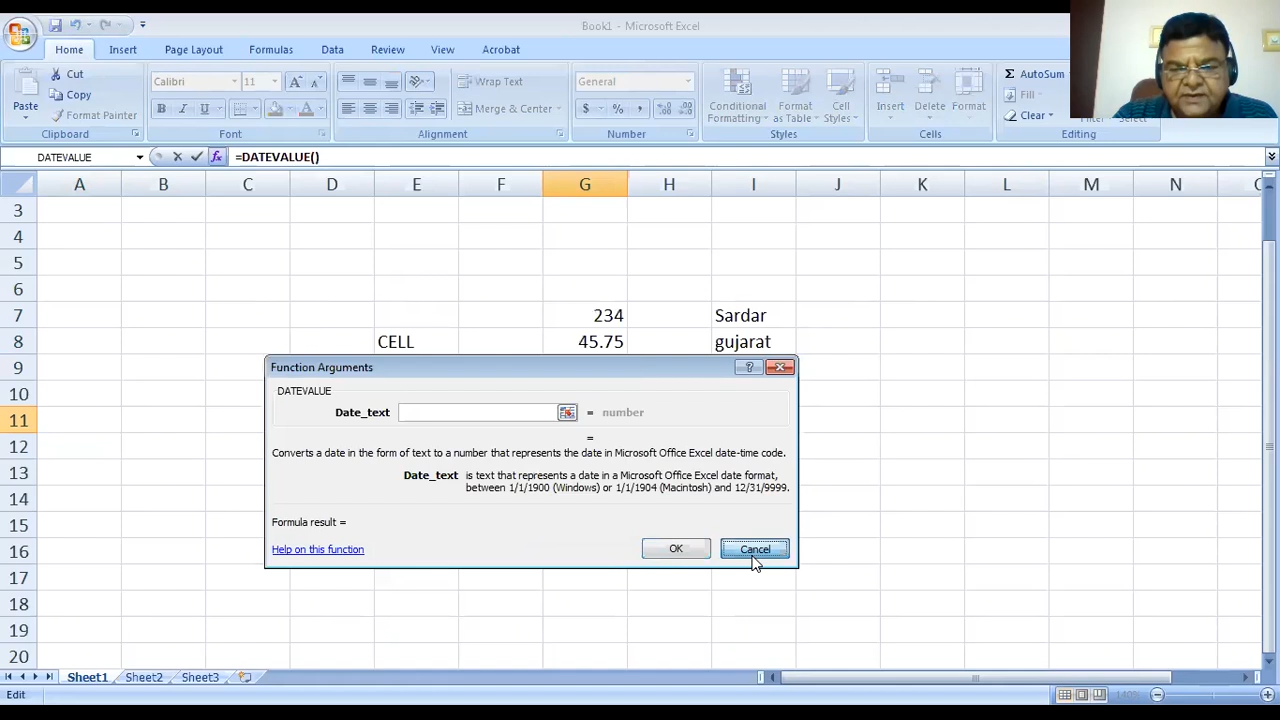 Book1 - Microsoft Excel
Home Insert Page Layout Formulas Data Review View Acrobat
Paste
Cut
Copy
Format Painter
Clipboard
Calibri 11
B I U
Font
Wrap Text
Merge & Center
Alignment
General
$ % ,
Number
Conditional Formatting
Format as Table
Cell Styles
Styles
Insert Delete Format
Cells
Σ AutoSum
Fill
Clear
Select
Editing
DATEVALUE fx =DATEVALUE()
A B C D E F G H I J K L M N
3
4
5
6
7 234 Sardar
8 CELL 45.75 gujarat
9
10
11
12
13
14
15
16
17
18
19
20
Function Arguments
DATEVALUE
Date_text = number
=
Converts a date in the form of text to a number that represents the date in Microsoft Office Excel date-time code.
Date_text is text that represents a date in a Microsoft Office Excel date format,
between 1/1/1900 (Windows) or 1/1/1904 (Macintosh) and 12/31/9999.
Formula result =
Help on this function
OK Cancel
Sheet1 Sheet2 Sheet3
Edit 140%